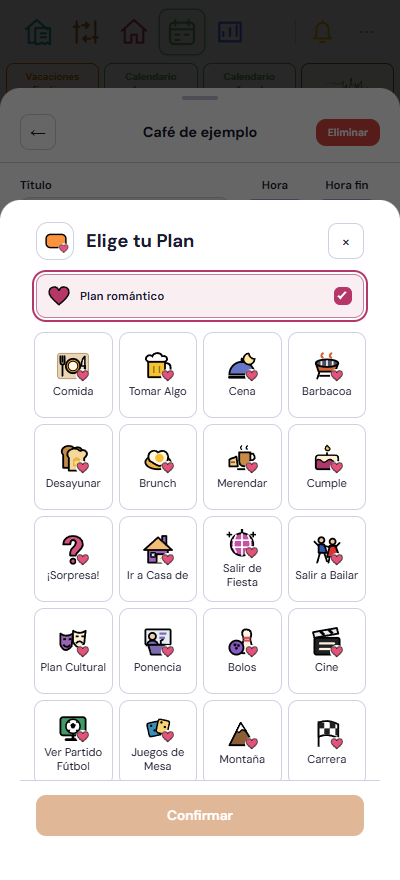 Vacaciones
Calendario
Calendario
←
Café de ejemplo
Eliminar
Título
Hora
Hora fin
Elige tu Plan
×
Plan romántico
Comida
Tomar Algo
Cena
Barbacoa
Desayunar
Brunch
Merendar
Cumple
¡Sorpresa!
Ir a Casa de
Salir de
Fiesta
Salir a Bailar
Plan Cultural
Ponencia
Bolos
Cine
Ver Partido
Fútbol
Juegos de
Mesa
Montaña
Carrera
Confirmar